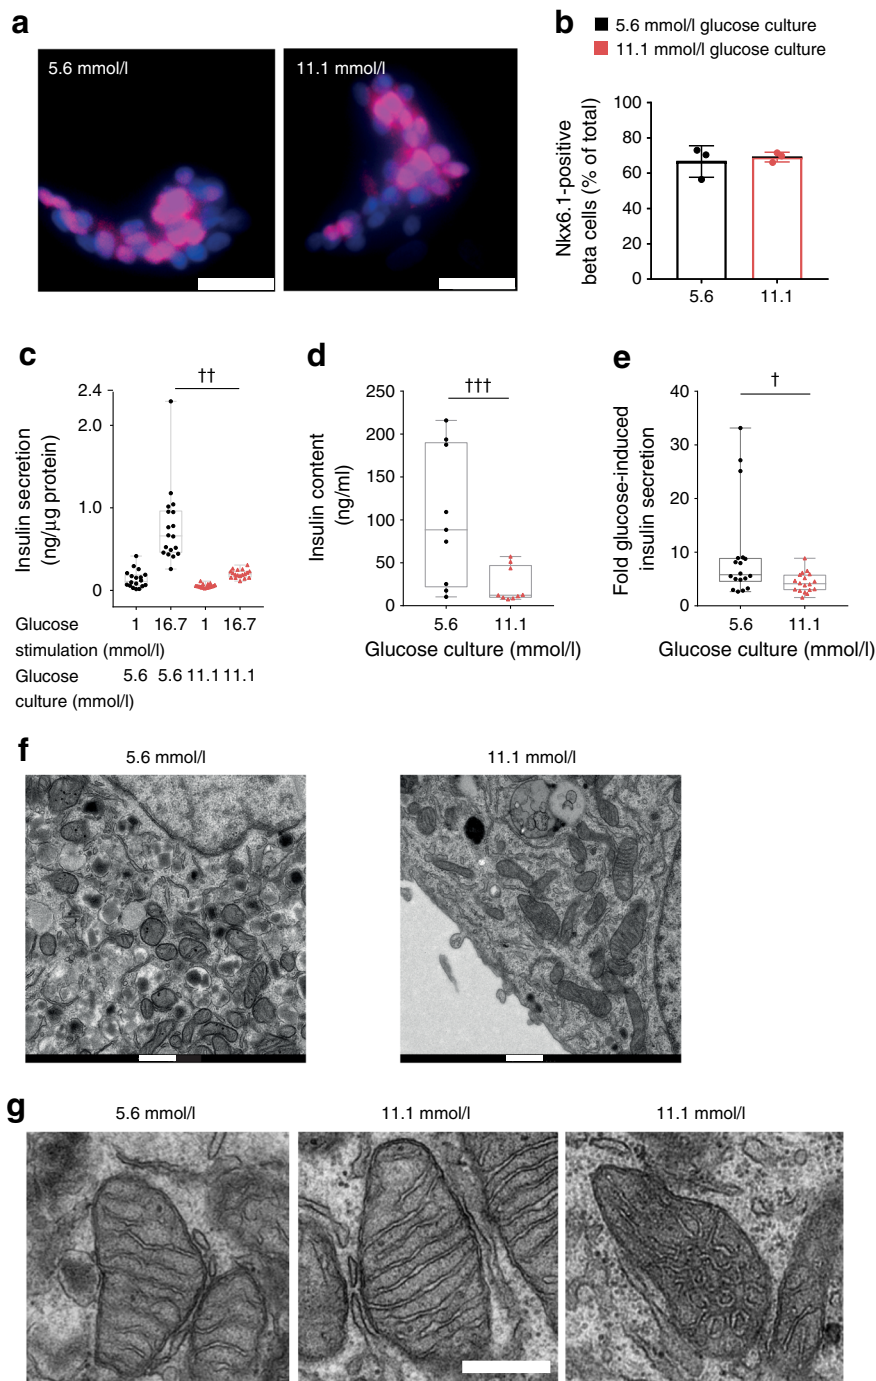 a
5.6 mmol/l
11.1 mmol/l
b
5.6 mmol/l glucose culture
11.1 mmol/l glucose culture
Nkx6.1-positive
beta cells (% of total)
100
80
60
40
20
0
5.6
11.1
c
Insulin secretion
(ng/µg protein)
2.4
2.0
1.0
0
††
Glucose 1 16.7 1 16.7
stimulation (mmol/l)
Glucose 5.6 5.6 11.1 11.1
culture (mmol/l)
d
Insulin content
(ng/ml)
250
200
150
100
50
0
†††
5.6 11.1
Glucose culture (mmol/l)
e
Fold glucose-induced
insulin secretion
40
30
20
10
0
†
5.6 11.1
Glucose culture (mmol/l)
f
5.6 mmol/l
11.1 mmol/l
g
5.6 mmol/l
11.1 mmol/l
11.1 mmol/l